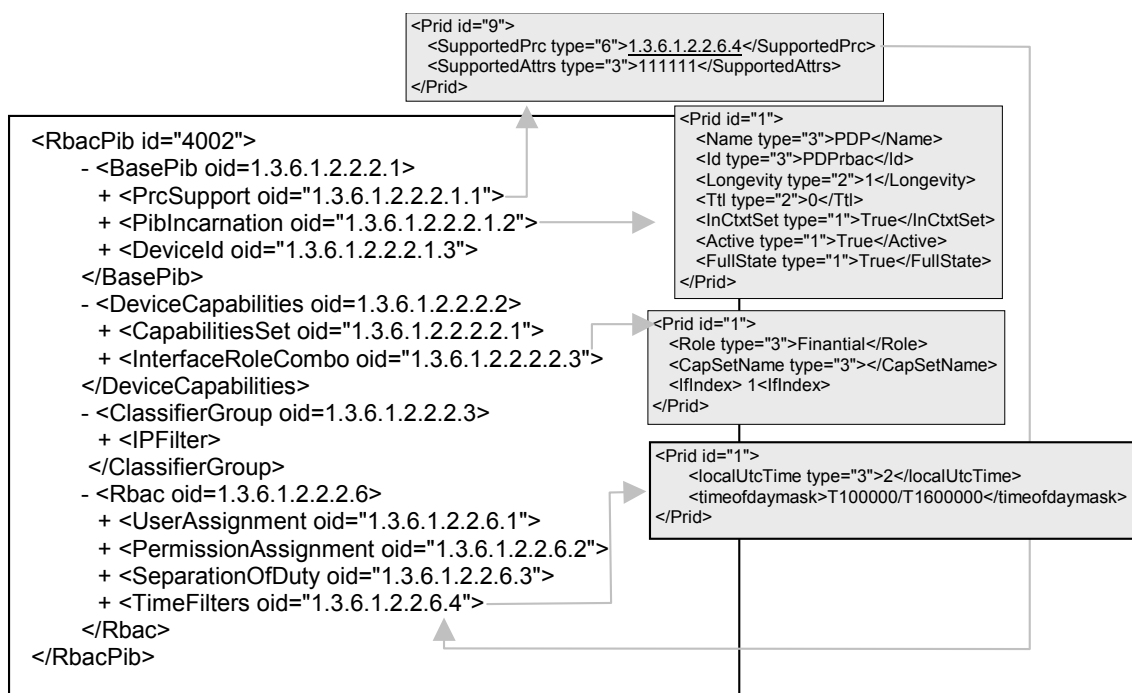 <Prid id="9">
<SupportedPrc type="6">1.3.6.1.2.2.6.4</SupportedPrc>
<SupportedAttrs type="3">111111</SupportedAttrs>
</Prid>
<RbacPib id="4002">
- <BasePib oid=1.3.6.1.2.2.2.1>
+ <PrcSupport oid="1.3.6.1.2.2.2.1.1">
+ <PibIncarnation oid="1.3.6.1.2.2.2.1.2">
+ <DeviceId oid="1.3.6.1.2.2.2.1.3">
</BasePib>
- <DeviceCapabilities oid=1.3.6.1.2.2.2.2>
+ <CapabilitiesSet oid="1.3.6.1.2.2.2.2.1">
+ <InterfaceRoleCombo oid="1.3.6.1.2.2.2.2.3">
</DeviceCapabilities>
- <ClassifierGroup oid=1.3.6.1.2.2.2.3>
+ <IPFilter>
</ClassifierGroup>
- <Rbac oid=1.3.6.1.2.2.2.6>
+ <UserAssignment oid="1.3.6.1.2.2.6.1">
+ <PermissionAssignment oid="1.3.6.1.2.2.6.2">
+ <SeparationOfDuty oid="1.3.6.1.2.2.6.3">
+ <TimeFilters oid="1.3.6.1.2.2.6.4">
</Rbac>
</RbacPib>
<Prid id="1">
<Name type="3">PDP</Name>
<Id type="3">PDPrbac</Id>
<Longevity type="2">1</Longevity>
<Ttl type="2">0</Ttl>
<InCtxtSet type="1">True</InCtxtSet>
<Active type="1">True</Active>
<FullState type="1">True</FullState>
</Prid>
<Prid id="1">
<Role type="3">Finantial</Role>
<CapSetName type="3"></CapSetName>
<IfIndex> 1<IfIndex>
</Prid>
<Prid id="1">
<localUtcTime type="3">2</localUtcTime>
<timeofdaymask>T100000/T1600000</timeofdaymask>
</Prid>